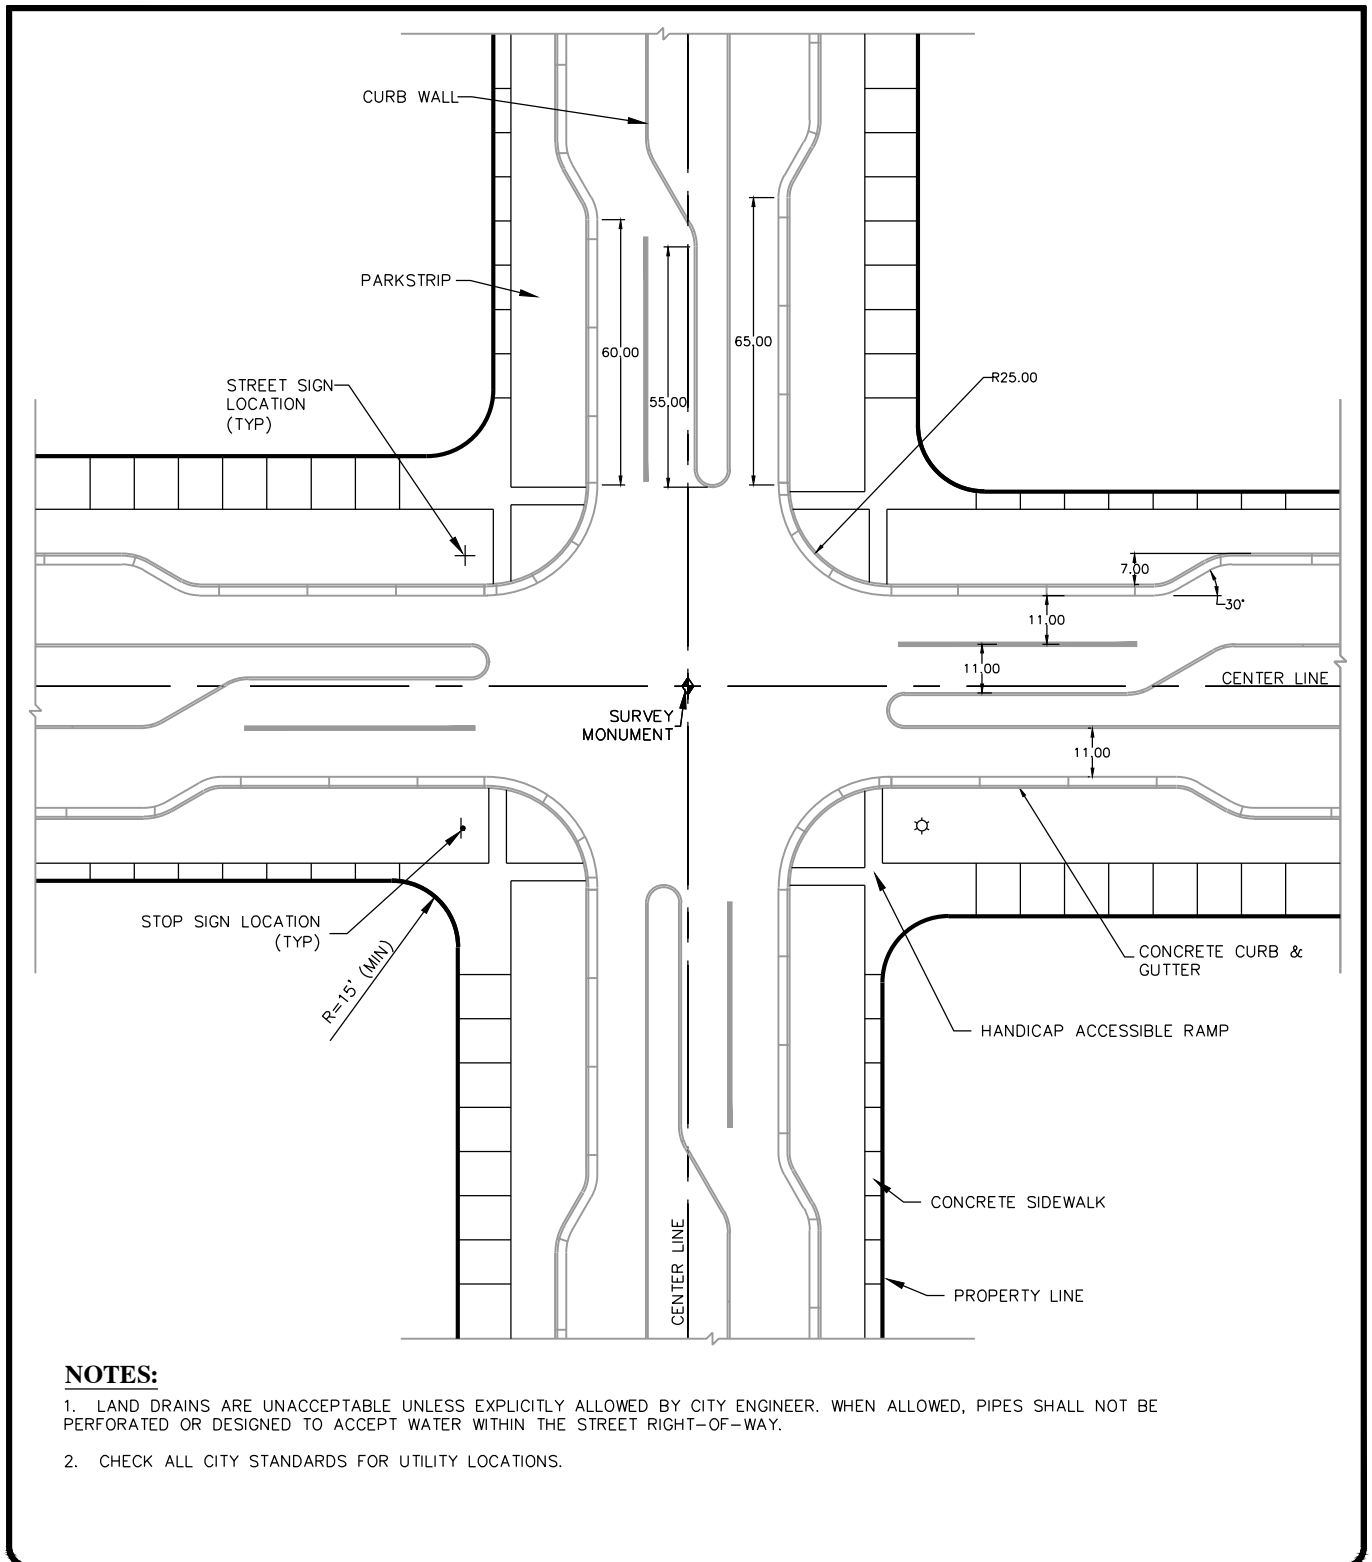 CURB WALL
PARKSTRIP
60.00
65.00
55.00
R25.00
STREET SIGN
LOCATION
(TYP)
7.00
30°
11.00
11.00
CENTER LINE
SURVEY
MONUMENT
11.00
STOP SIGN LOCATION
(TYP)
R=15' (MIN)
CONCRETE CURB &
GUTTER
HANDICAP ACCESSIBLE RAMP
CONCRETE SIDEWALK
CENTER LINE
PROPERTY LINE
NOTES:
1. LAND DRAINS ARE UNACCEPTABLE UNLESS EXPLICITLY ALLOWED BY CITY ENGINEER. WHEN ALLOWED, PIPES SHALL NOT BE
PERFORATED OR DESIGNED TO ACCEPT WATER WITHIN THE STREET RIGHT-OF-WAY.
2. CHECK ALL CITY STANDARDS FOR UTILITY LOCATIONS.